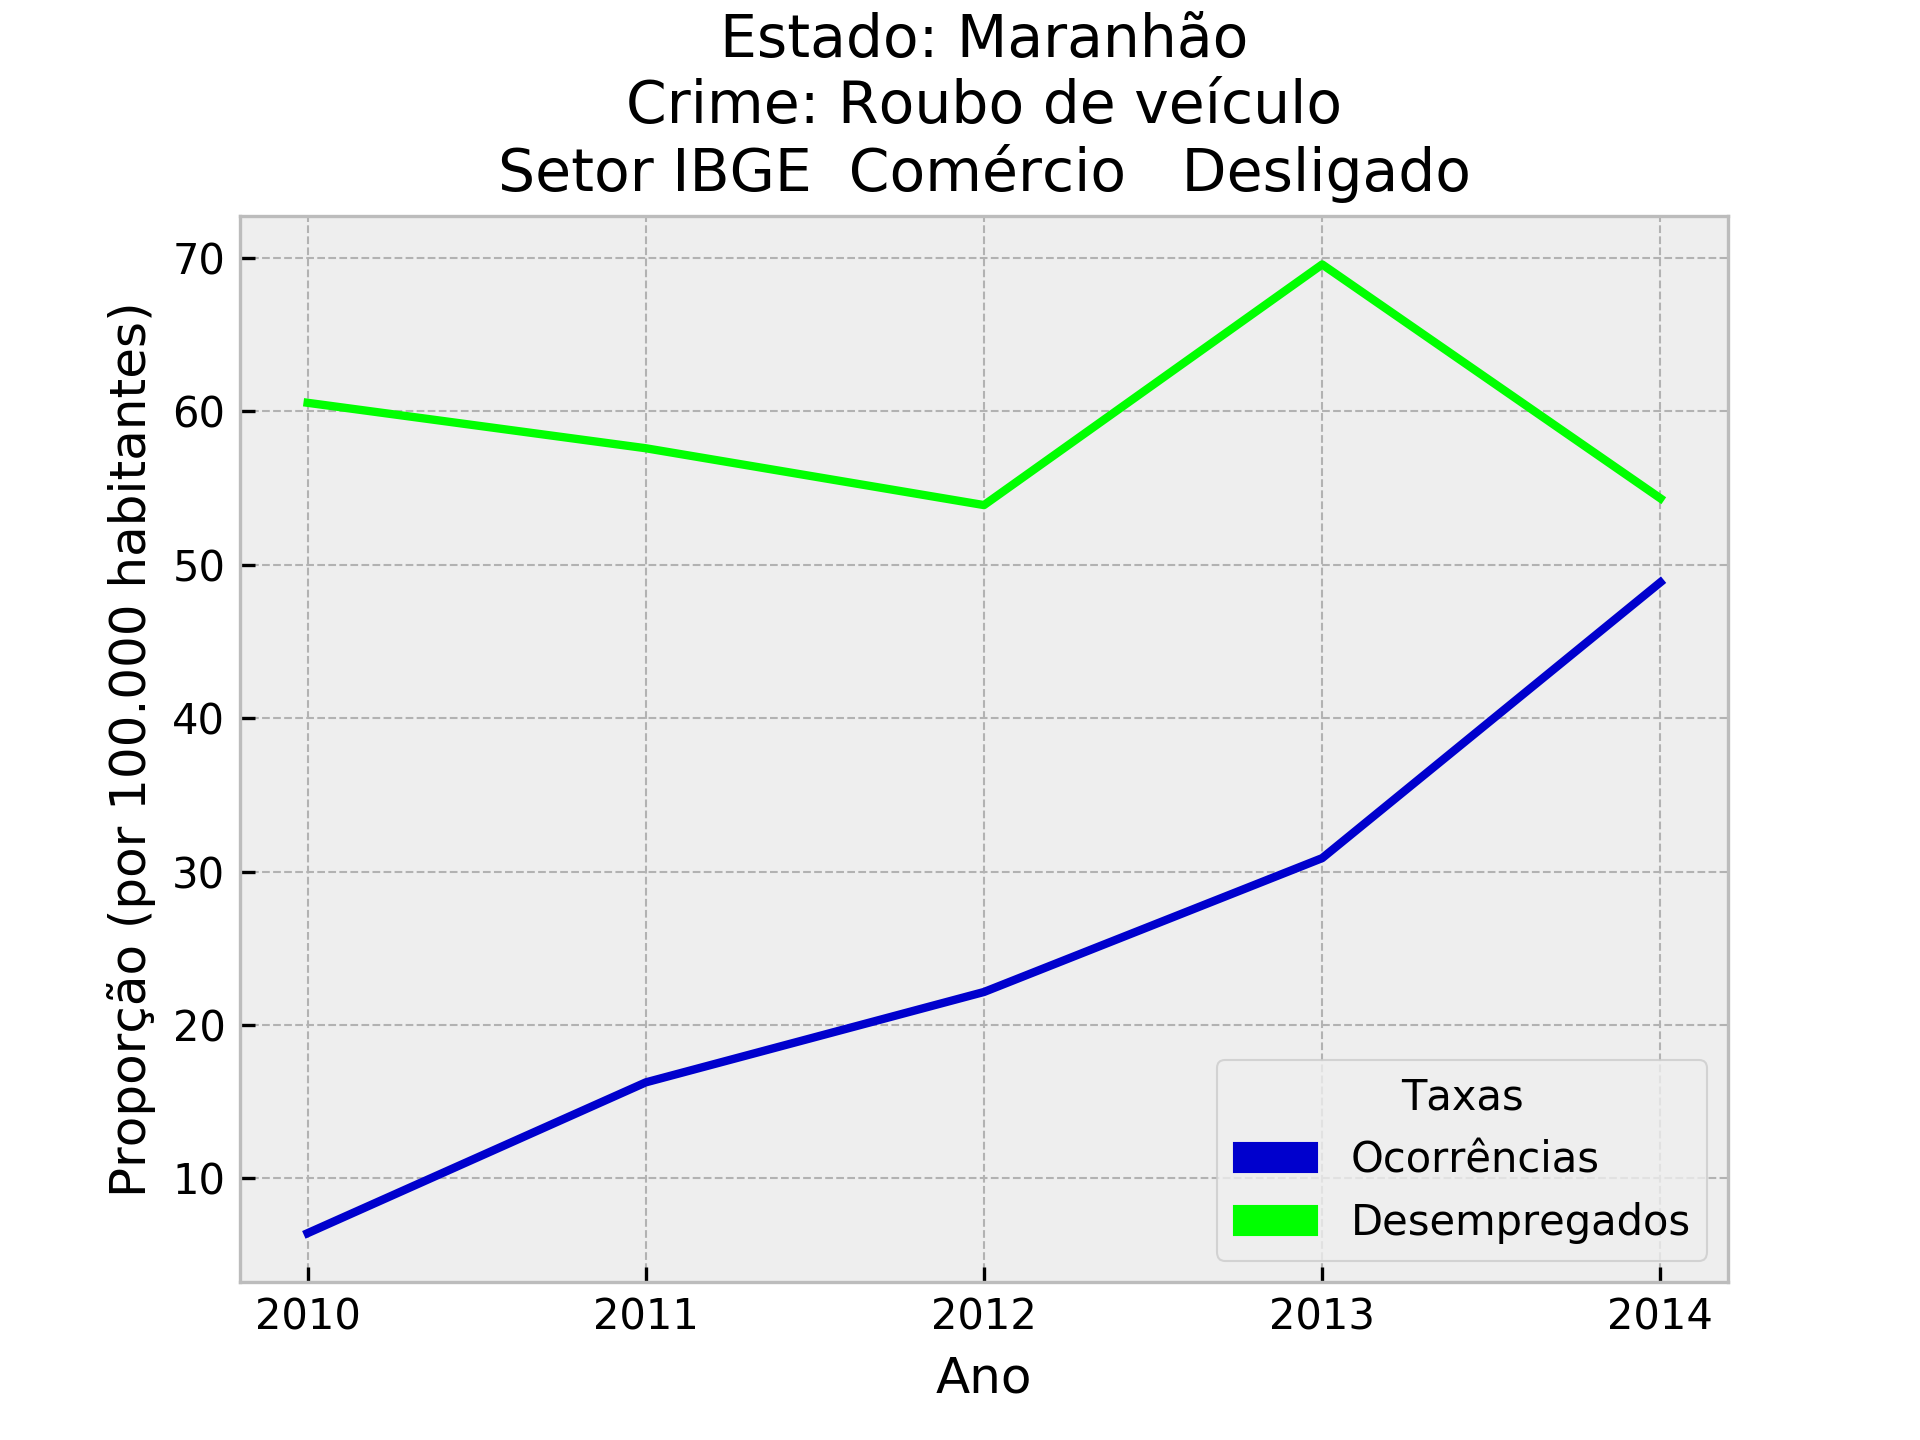 Estado: Maranhão
Crime: Roubo de veículo
Setor IBGE  Comércio   Desligado
Proporção (por 100.000 habitantes)
70
60
50
40
30
20
10
Taxas
Ocorrências
Desempregados
2010 2011 2012 2013 2014
Ano